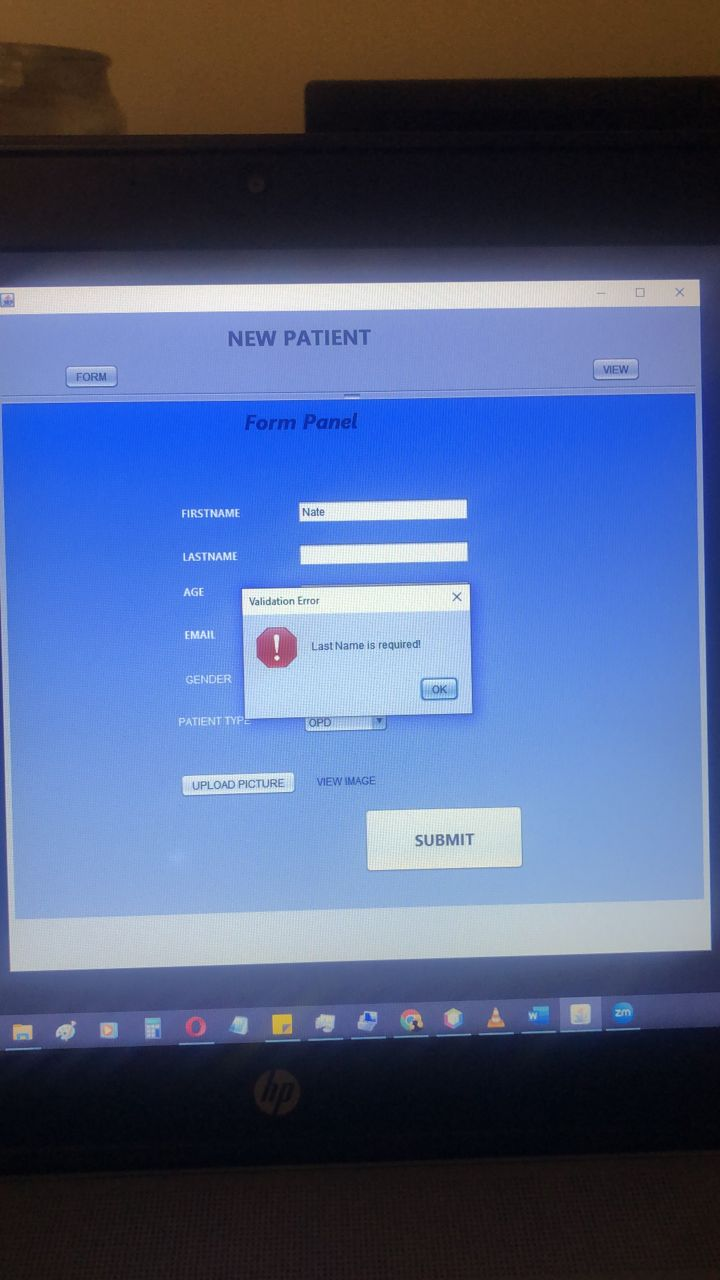 NEW PATIENT
FORM
VIEW
Form Panel
FIRSTNAME
Nate
LASTNAME
AGE
Validation Error
EMAIL
Last Name is required!
GENDER
OK
PATIENT TYPE
OPD
UPLOAD PICTURE
VIEW IMAGE
SUBMIT
W
zm
hp